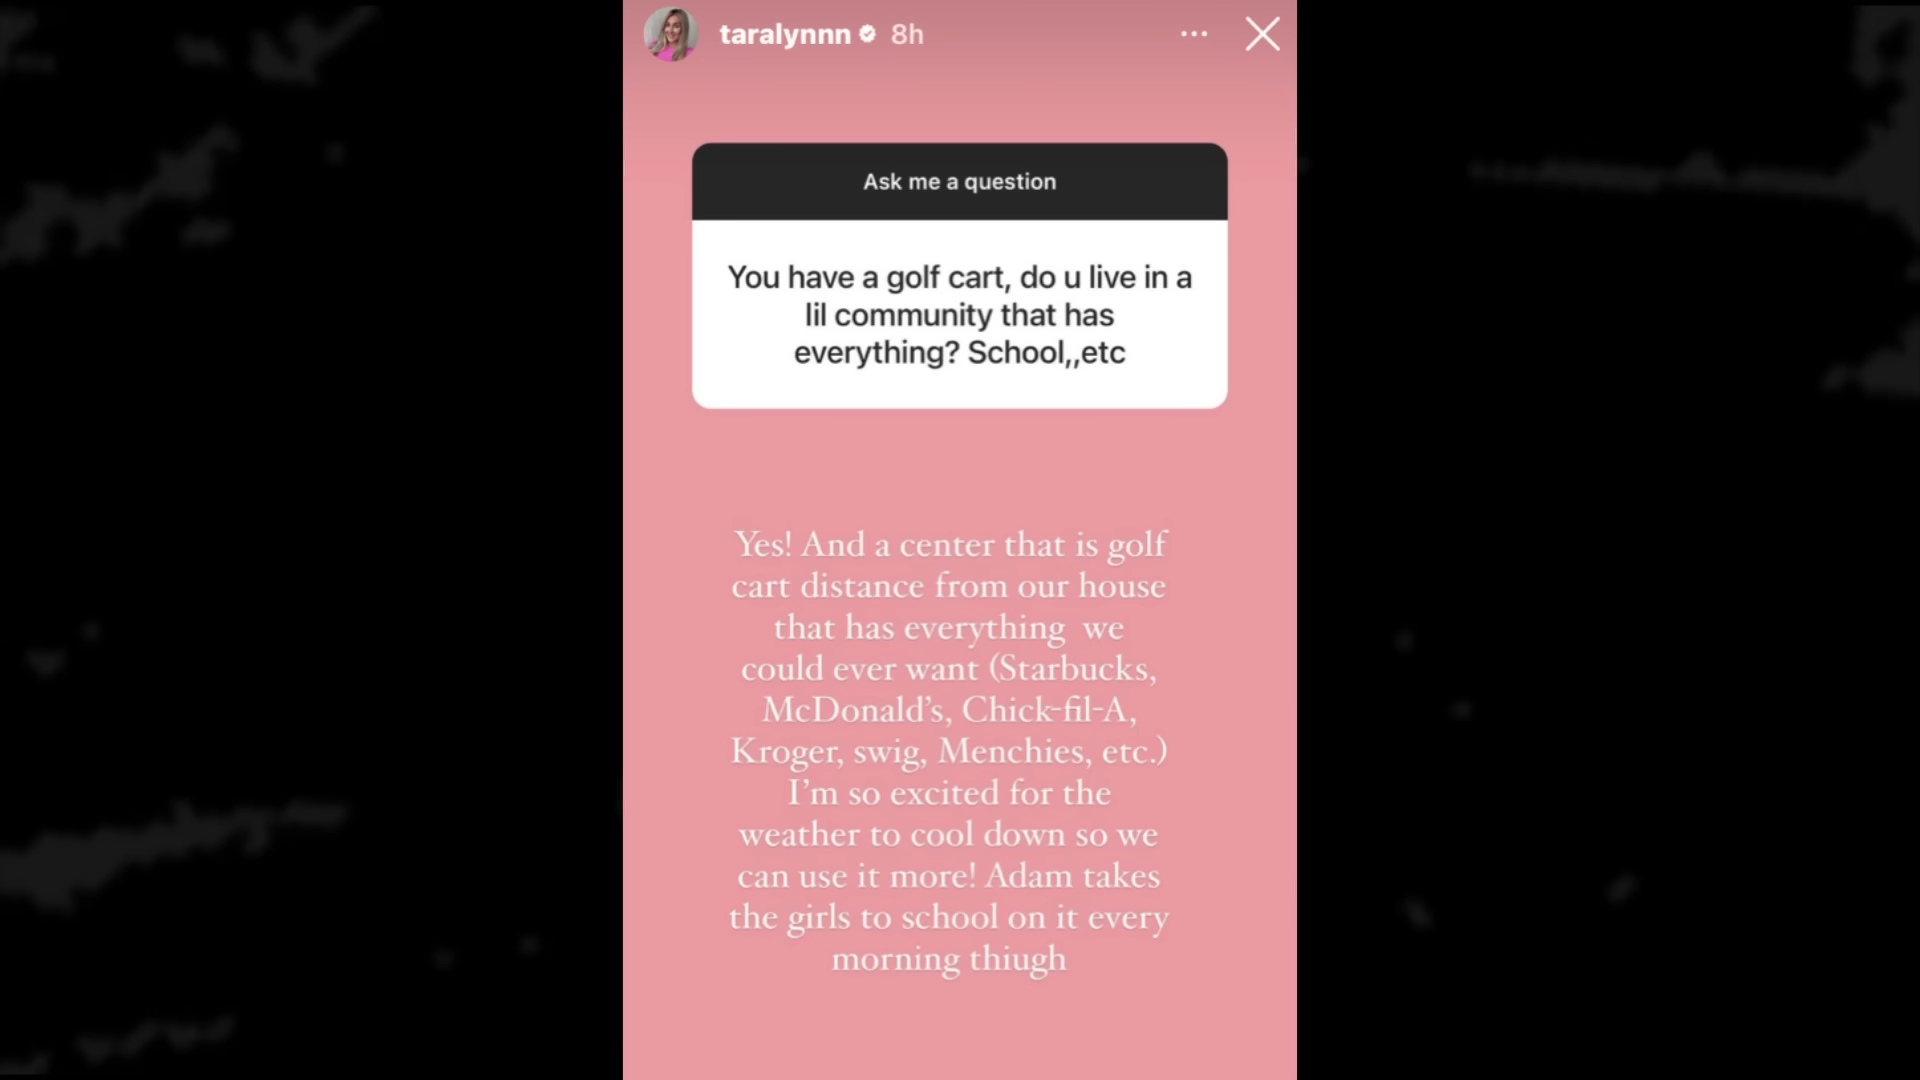 taralynnn 8h
Ask me a question
You have a golf cart, do u live in a
lil community that has
everything? School,,etc
Yes! And a center that is golf
cart distance from our house
that has everything  we
could ever want (Starbucks,
McDonald’s, Chick-fil-A,
Kroger, swig, Menchies, etc.)
I’m so excited for the
weather to cool down so we
can use it more! Adam takes
the girls to school on it every
morning thiugh